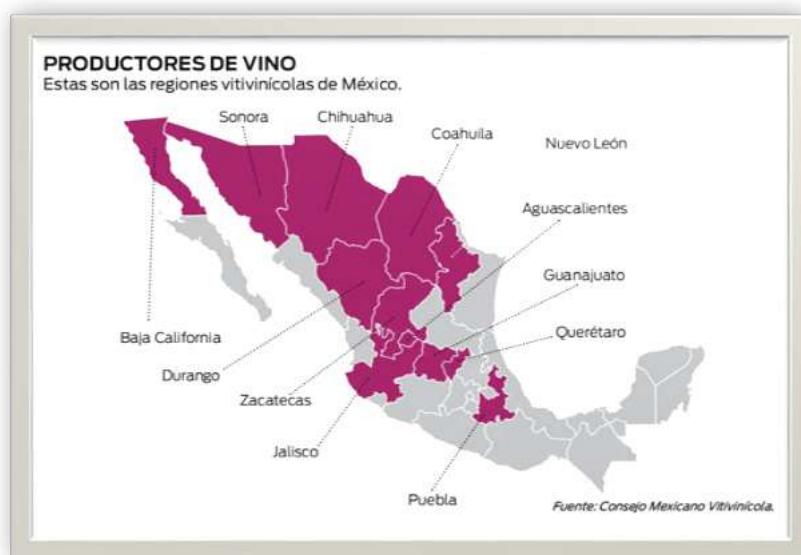 PRODUCTORES DE VINO
Estas son las regiones vitivinícolas de México.
Sonora
Chihuahua
Coahuila
Nuevo León
Aguascalientes
Guanajuato
Querétaro
Baja California
Durango
Zacatecas
Jalisco
Puebla
Fuente: Consejo Mexicano Vitivinícola.